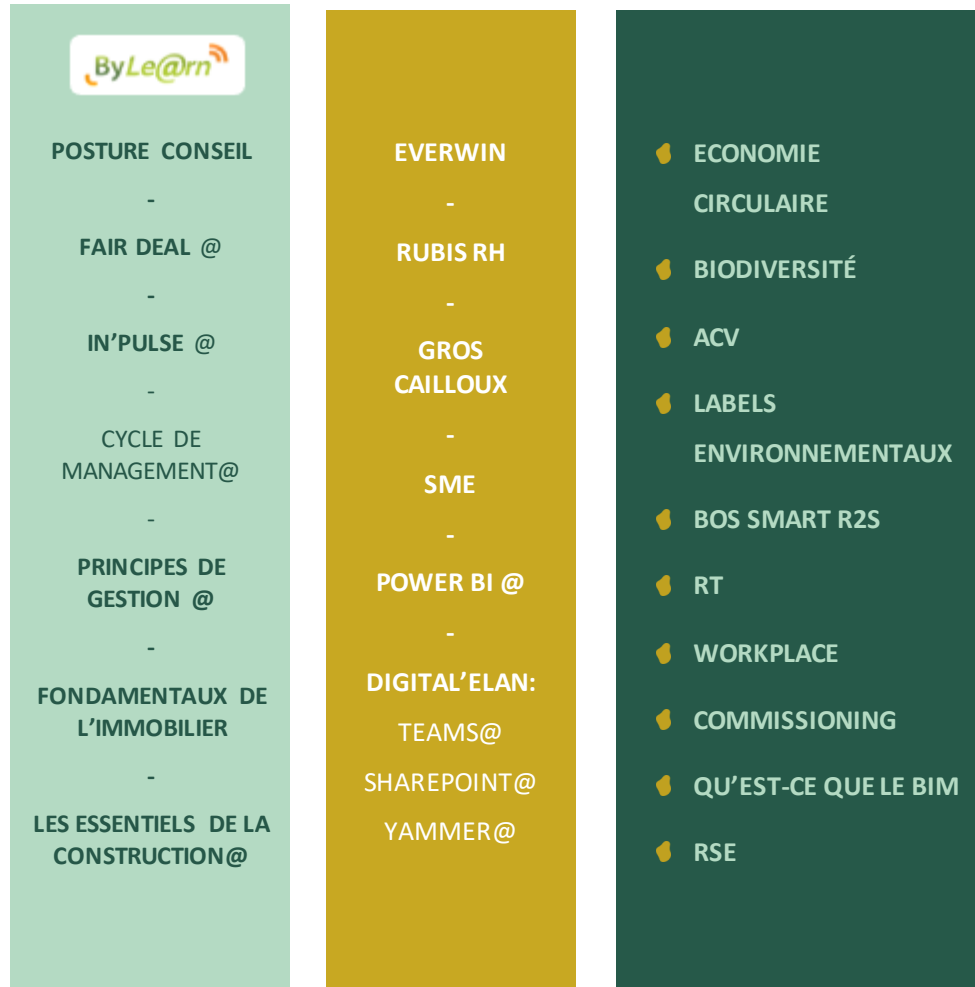 ByLe@rn
POSTURE CONSEIL
-
FAIR DEAL @
-
IN’PULSE @
-
CYCLE DE
MANAGEMENT@
-
PRINCIPES DE
GESTION @
-
FONDAMENTAUX DE
L’IMMOBILIER
-
LES ESSENTIELS DE LA
CONSTRUCTION@
EVERWIN
-
RUBIS RH
-
GROS
CAILLOUX
-
SME
-
POWER BI @
-
DIGITAL’ELAN:
TEAMS@
SHAREPOINT@
YAMMER@
ECONOMIE
CIRCULAIRE
BIODIVERSITÉ
ACV
LABELS
ENVIRONNEMENTAUX
BOS SMART R2S
RT
WORKPLACE
COMMISSIONING
QU’EST-CE QUE LE BIM
RSE